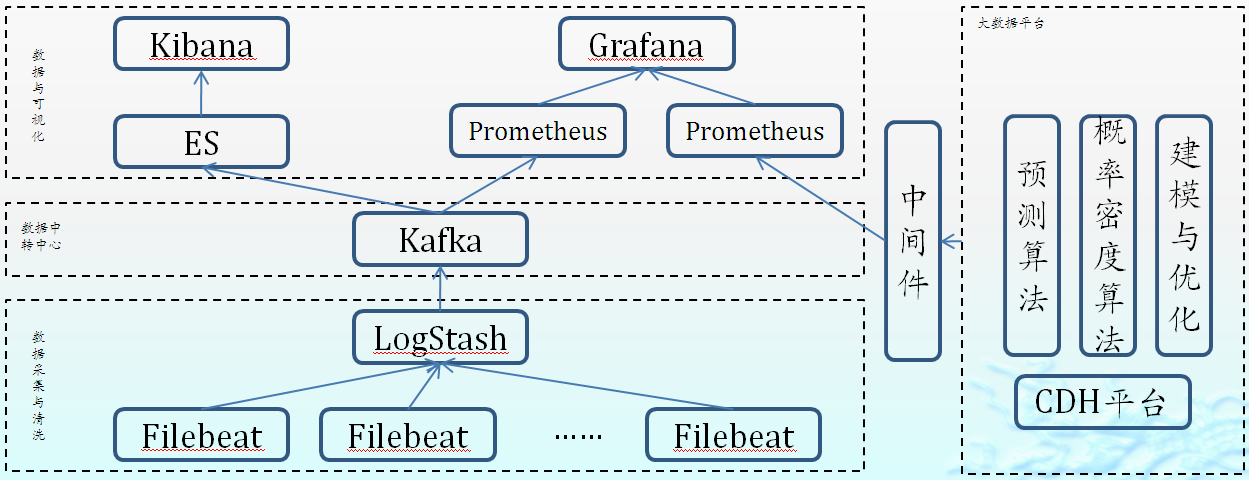 数据与可视化
Kibana
Grafana
ES
Prometheus
Prometheus
数据中
转中心
Kafka
数据采集与清洗
LogStash
Filebeat
Filebeat
……
Filebeat
中间件
大数据平台
预测算法
概率密度算法
建模与优化
CDH平台